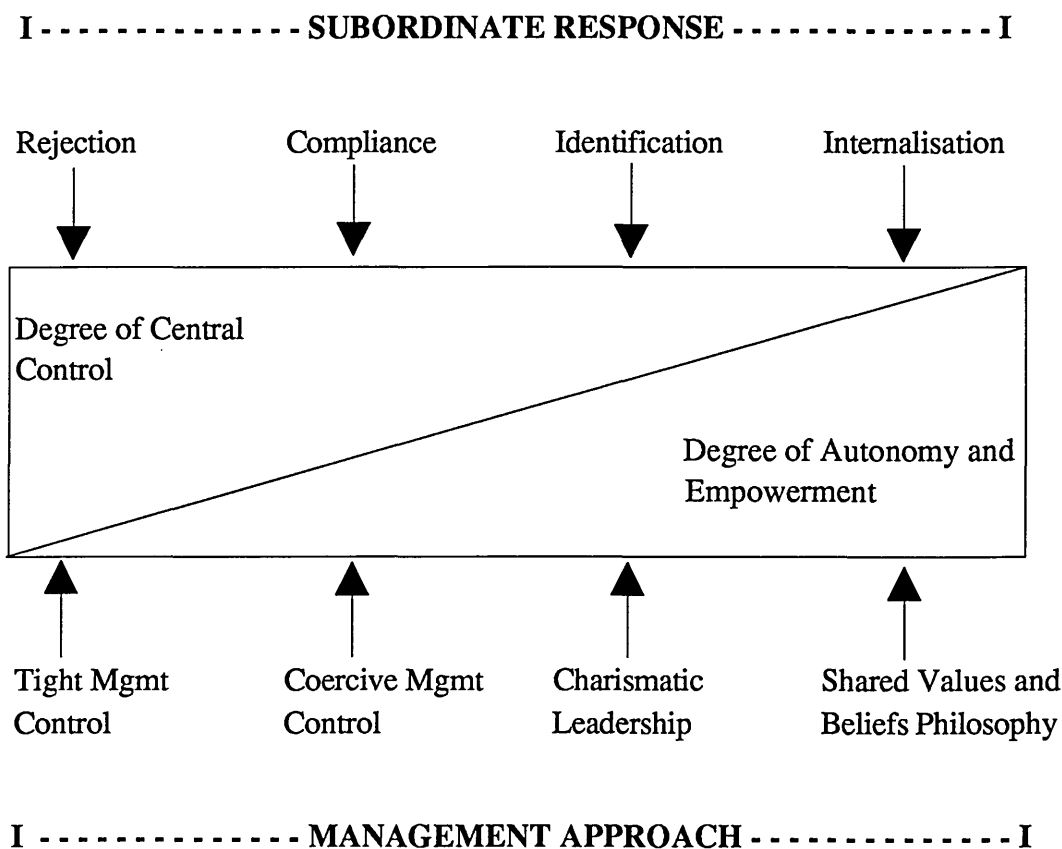 I - - - - - - - - - - - - - - SUBORDINATE RESPONSE - - - - - - - - - - - - - - I
Rejection Compliance Identification Internalisation
Degree of Central
Control
Degree of Autonomy and
Empowerment
Tight Mgmt Coercive Mgmt Charismatic Shared Values and
Control Control Leadership Beliefs Philosophy
I - - - - - - - - - - - - - - MANAGEMENT APPROACH - - - - - - - - - - - - - - I